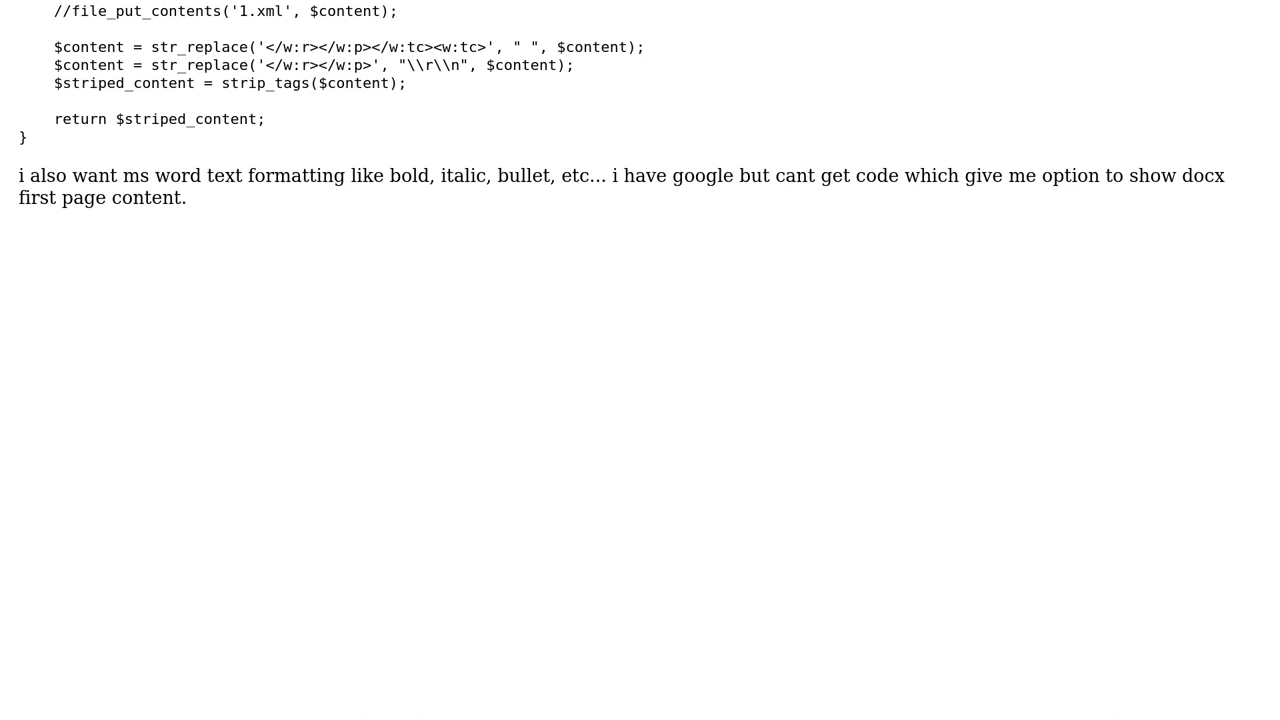 //file_put_contents('1.xml', $content);
$content = str_replace('</w:r></w:p></w:tc><w:tc>', " ", $content);
$content = str_replace('</w:r></w:p>', "\\r\\n", $content);
$striped_content = strip_tags($content);
return $striped_content;
}
i also want ms word text formatting like bold, italic, bullet, etc... i have google but cant get code which give me option to show docx
first page content.